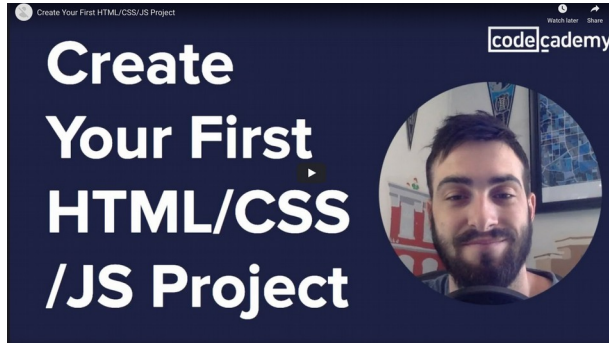 Create Your First HTML/CSS/JS Project
Watch later
Share
codecademy
Create
Your First
HTML/CSS
/JS Project